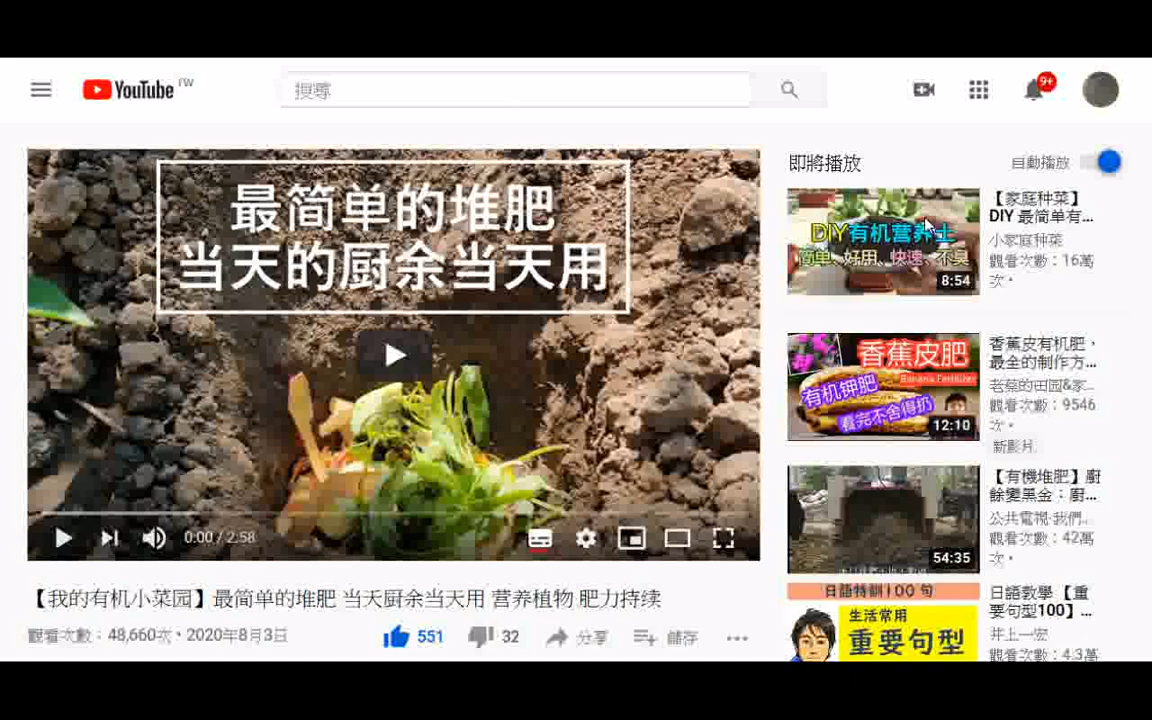 YouTube TW
搜尋
9+
最简单的堆肥
当天的厨余当天用
0:00 / 2:58
【我的有机小菜园】最简单的堆肥 当天厨余当天用 营养植物 肥力持续
觀看次數：48,660次・2020年8月3日
551
32
分享
儲存
即將播放
自動播放
DIY有机营养土
简单、好用、快速、不臭
8:54
【家庭种菜】
DIY 最简单有...
小家庭种菜
觀看次數：16萬
次・
香蕉皮肥
Banana Fertilizer
有机钾肥
看完不舍得扔
12:10
香蕉皮有机肥，
最全的制作方...
老蔡的田园&家...
觀看次數：9546
次・
新影片
54:35
【有機堆肥】廚
餘變黑金：廚...
公共電視-我們...
觀看次數：42萬
次・
日語特訓100句
生活常用
重要句型
日語教學 【重
要句型100】...
井上一宏
觀看次數：4.3萬